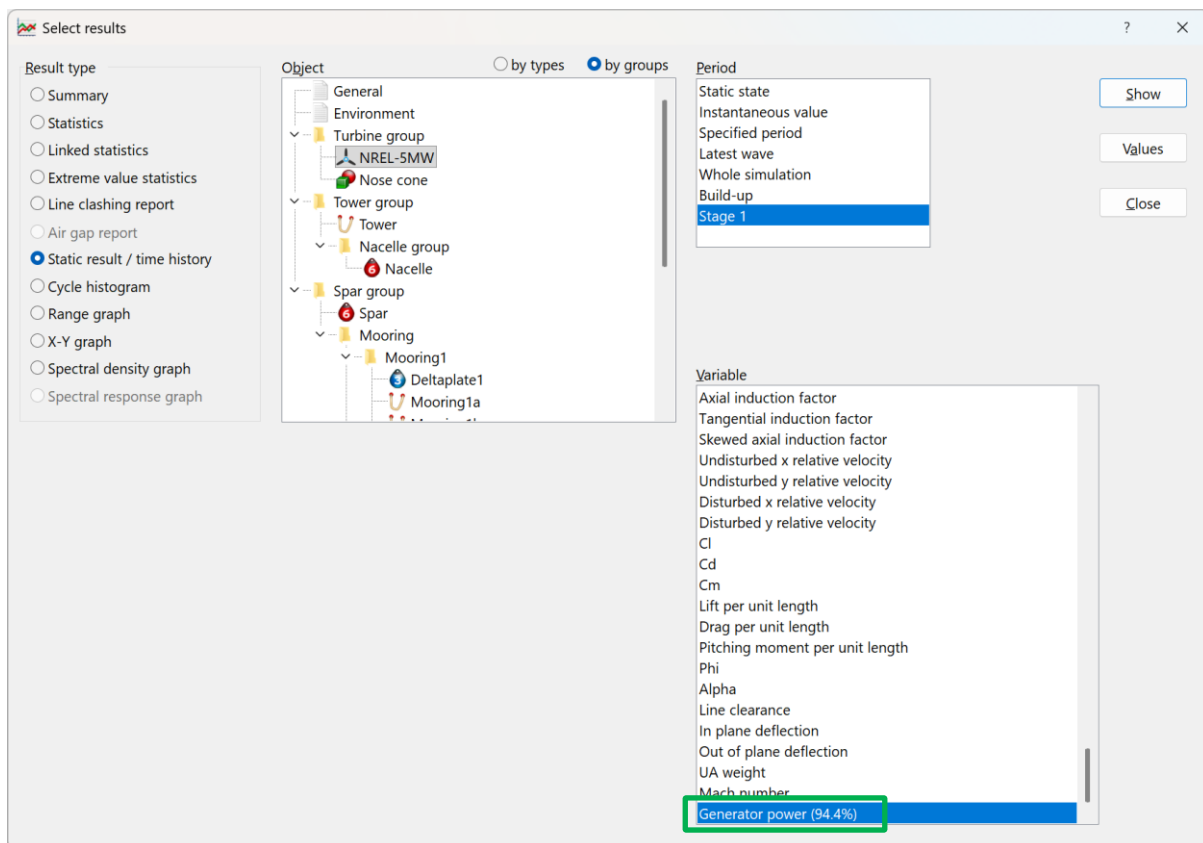 Select results
?
Result type
Summary
Statistics
Linked statistics
Extreme value statistics
Line clashing report
Air gap report
Static result / time history
Cycle histogram
Range graph
X-Y graph
Spectral density graph
Spectral response graph
Object
by types
by groups
General
Environment
Turbine group
NREL-5MW
Nose cone
Tower group
Tower
Nacelle group
6 Nacelle
Spar group
6 Spar
Mooring
Mooring1
3 Deltaplate1
Mooring1a
Period
Static state
Instantaneous value
Specified period
Latest wave
Whole simulation
Build-up
Stage 1
Show
Values
Close
Variable
Axial induction factor
Tangential induction factor
Skewed axial induction factor
Undisturbed x relative velocity
Undisturbed y relative velocity
Disturbed x relative velocity
Disturbed y relative velocity
Cl
Cd
Cm
Lift per unit length
Drag per unit length
Pitching moment per unit length
Phi
Alpha
Line clearance
In plane deflection
Out of plane deflection
UA weight
Mach number
Generator power (94.4%)